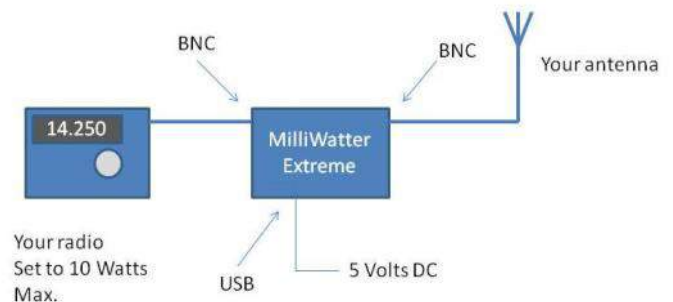 BNC
BNC
Your antenna
14.250
MilliWatter
Extreme
Your radio
Set to 10 Watts
Max.
USB
5 Volts DC